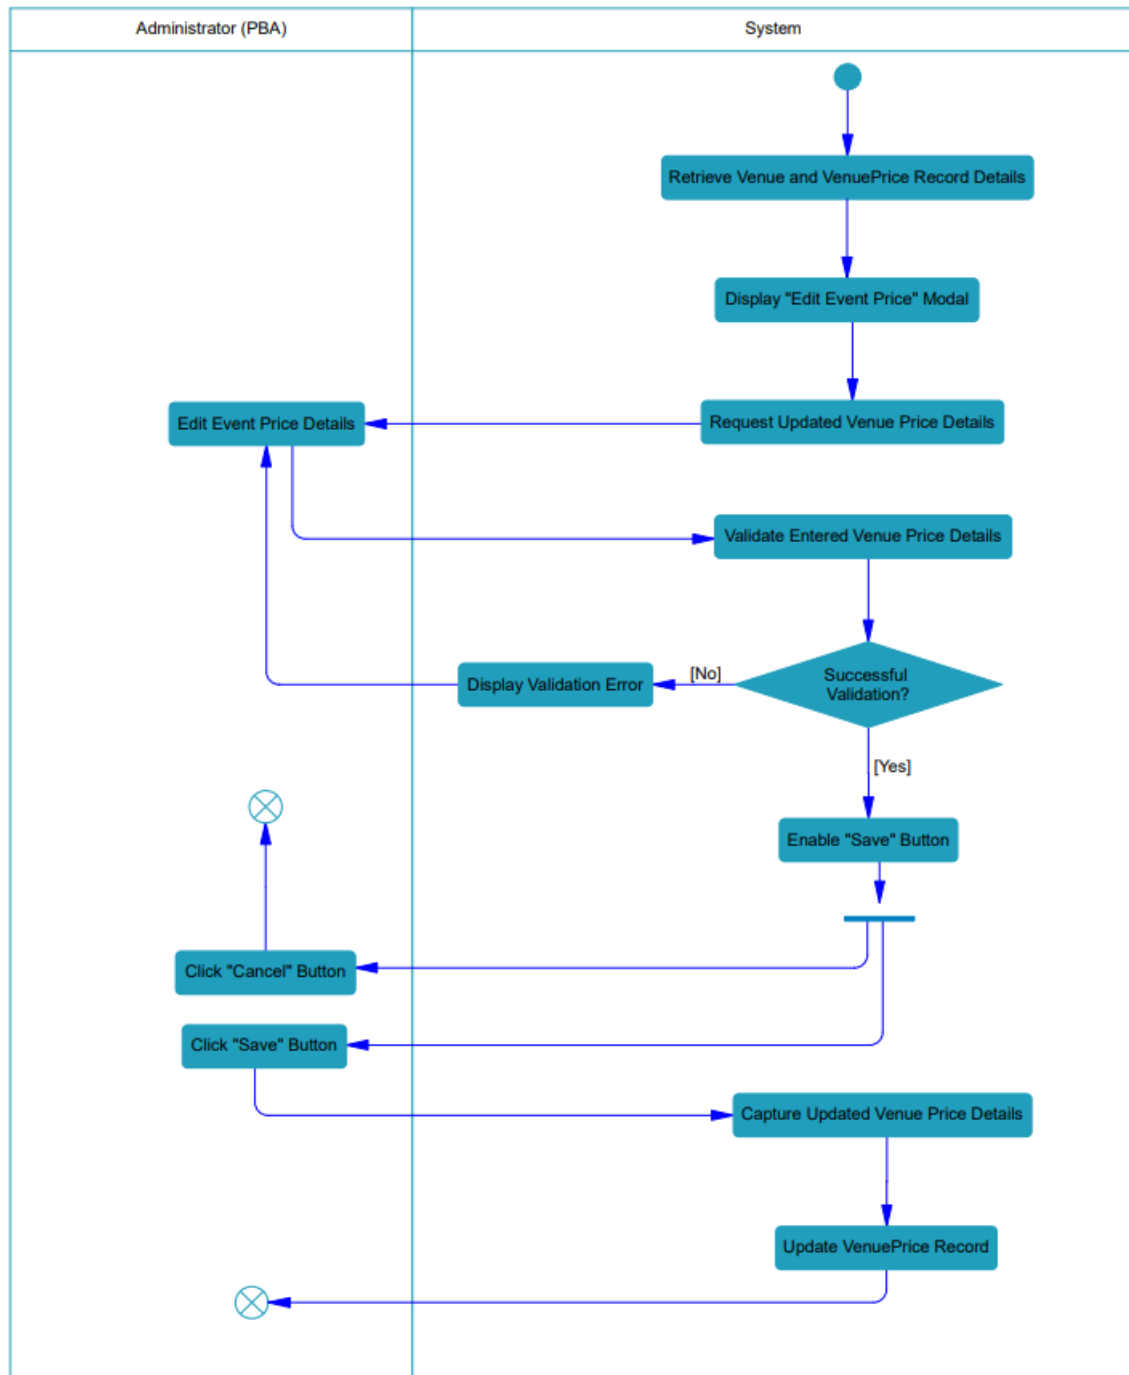 Administrator (PBA)
System
Retrieve Venue and VenuePrice Record Details
Display "Edit Event Price" Modal
Request Updated Venue Price Details
Edit Event Price Details
Validate Entered Venue Price Details
Successful
Validation?
[No]
Display Validation Error
[Yes]
Enable "Save" Button
Click "Cancel" Button
Click "Save" Button
Capture Updated Venue Price Details
Update VenuePrice Record